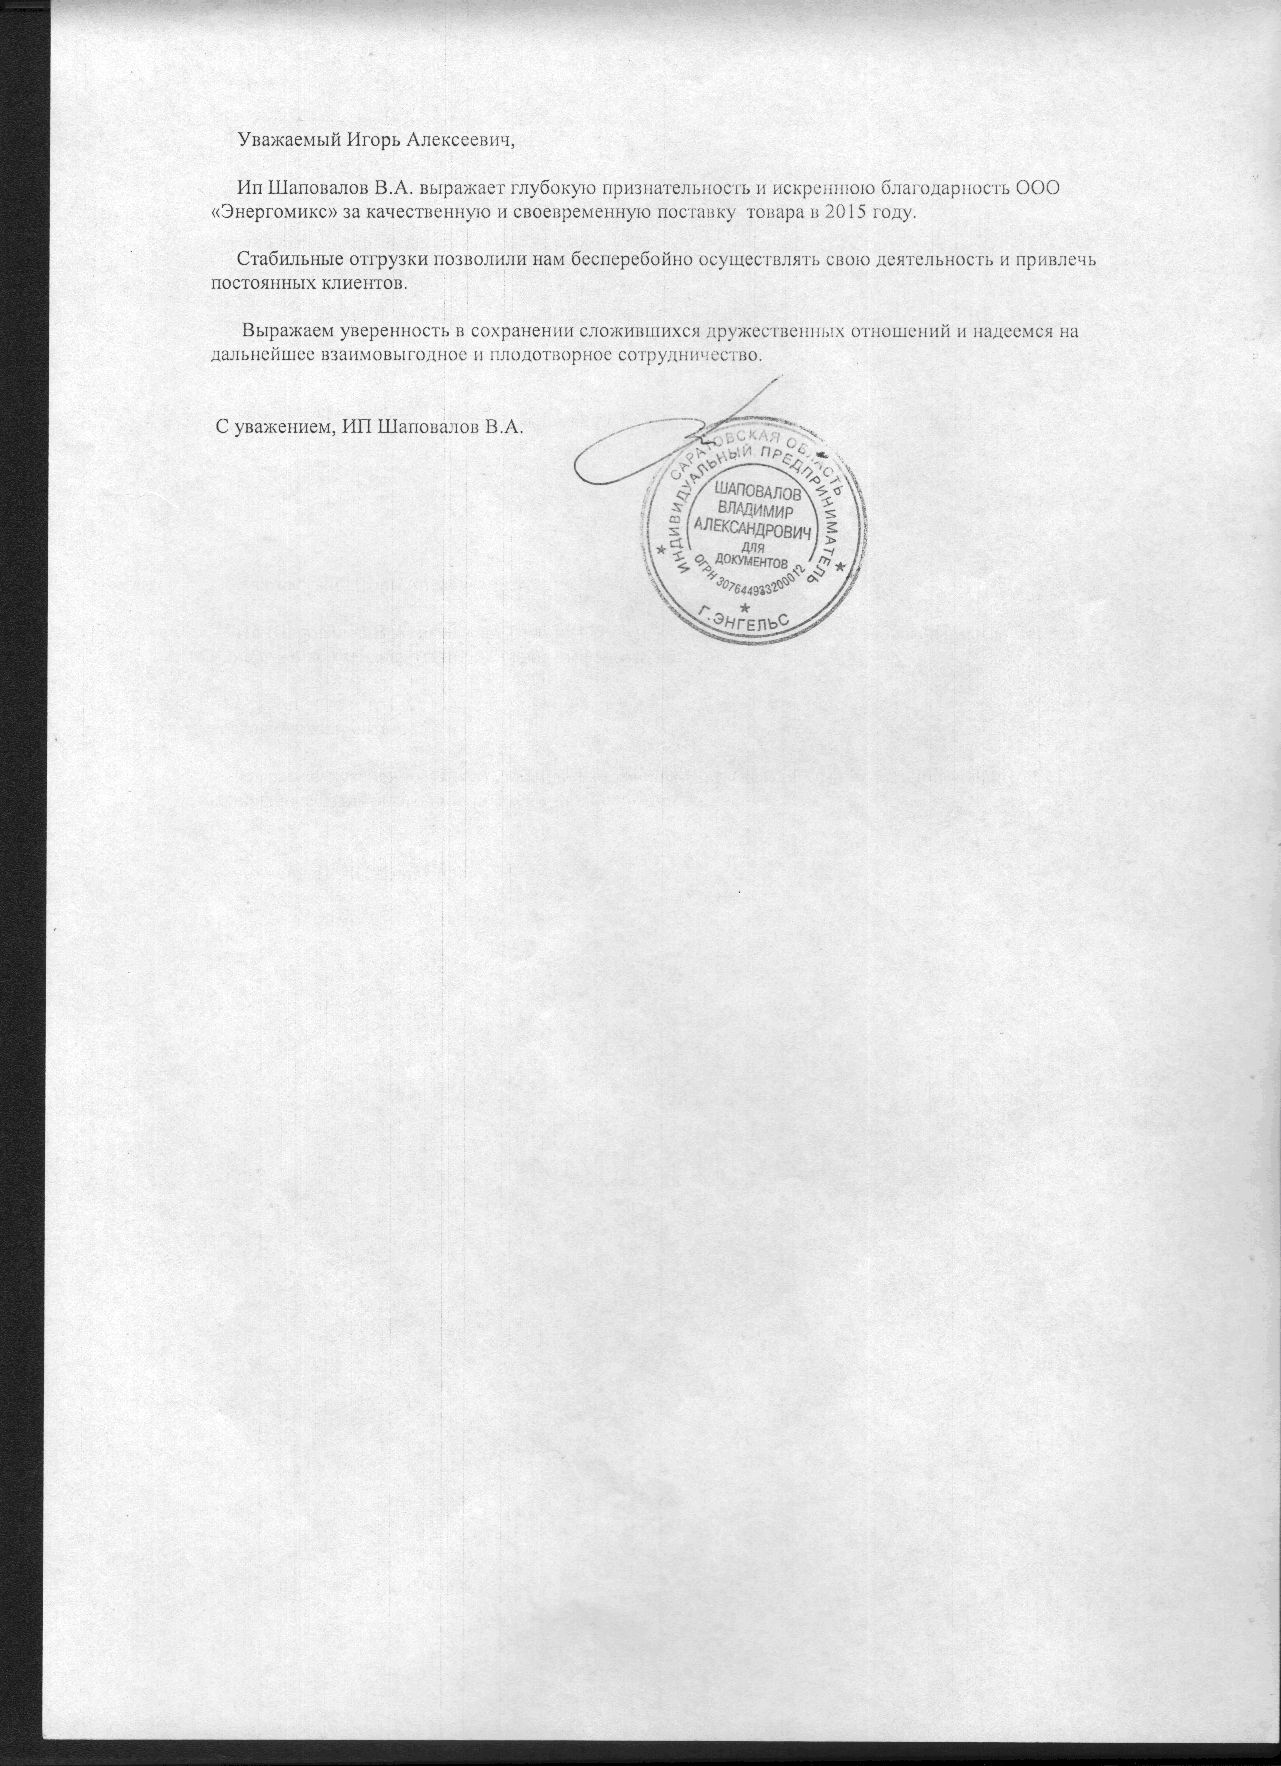 Уважаемый Игорь Алексеевич,
Ип Шаповалов В.А. выражает глубокую признательность и искреннюю благодарность ООО
«Энергомикс» за качественную и своевременную поставку товара в 2015 году.
Стабильные отгрузки позволили нам бесперебойно осуществлять свою деятельность и привлечь
постоянных клиентов.
Выражаем уверенность в сохранении сложившихся дружественных отношений и надеемся на
дальнейшее взаимовыгодное и плодотворное сотрудничество.
С уважением, ИП Шаповалов В.А.
САРАТОВСКАЯ ОБЛАСТЬ
ИНДИВИДУАЛЬНЫЙ ПРЕДПРИНИМАТЕЛЬ
ШАПОВАЛОВ
ВЛАДИМИР
АЛЕКСАНДРОВИЧ
ДЛЯ
ДОКУМЕНТОВ
ОГРН 307644933200012
Г.ЭНГЕЛЬС